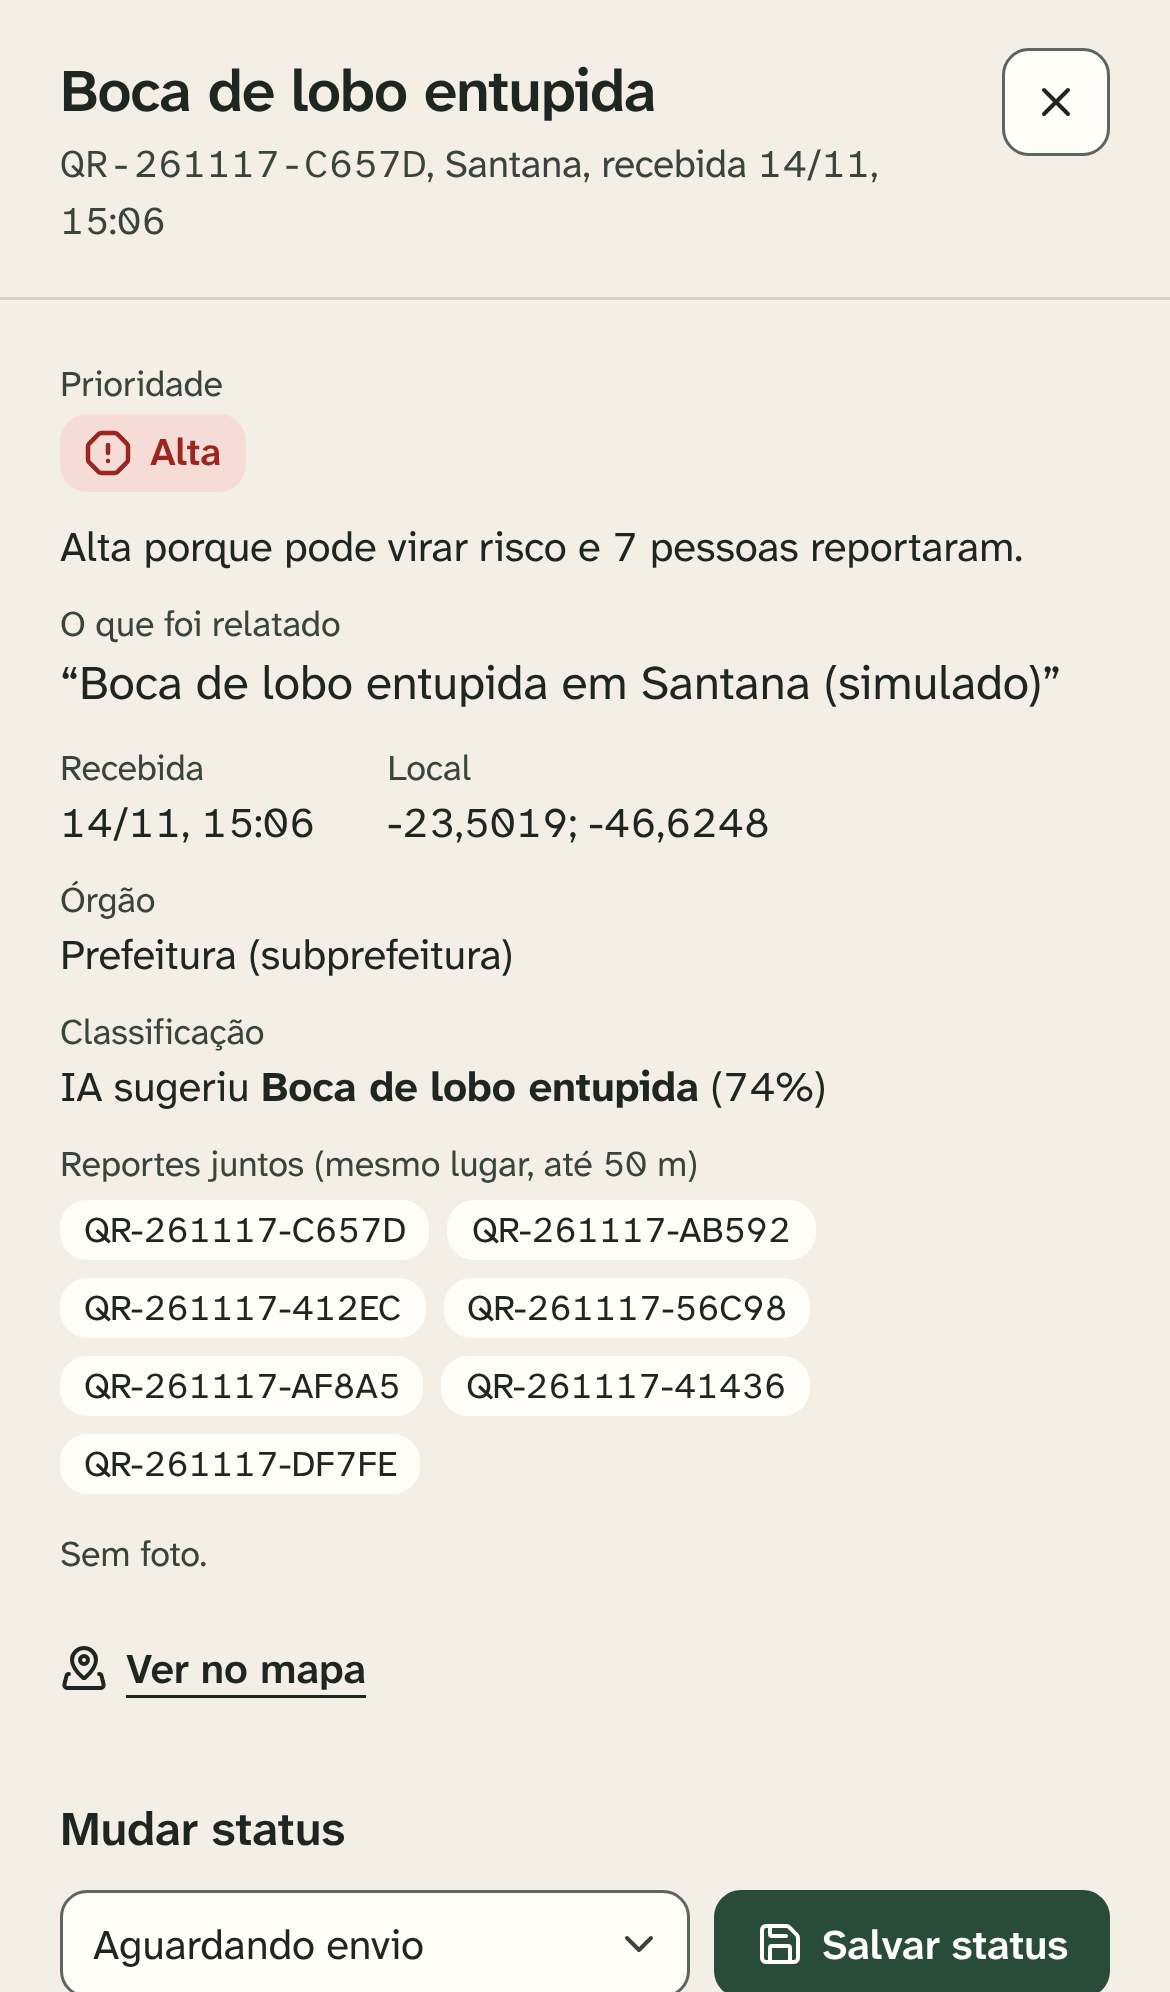 Boca de lobo entupida
QR-261117-C657D, Santana, recebida 14/11,
15:06
Prioridade
Alta
Alta porque pode virar risco e 7 pessoas reportaram.
O que foi relatado
“Boca de lobo entupida em Santana (simulado)”
Recebida Local
14/11, 15:06 -23,5019; -46,6248
Órgão
Prefeitura (subprefeitura)
Classificação
IA sugeriu Boca de lobo entupida (74%)
Reportes juntos (mesmo lugar, até 50 m)
QR-261117-C657D QR-261117-AB592
QR-261117-412EC QR-261117-56C98
QR-261117-AF8A5 QR-261117-41436
QR-261117-DF7FE
Sem foto.
Ver no mapa
Mudar status
Aguardando envio Salvar status